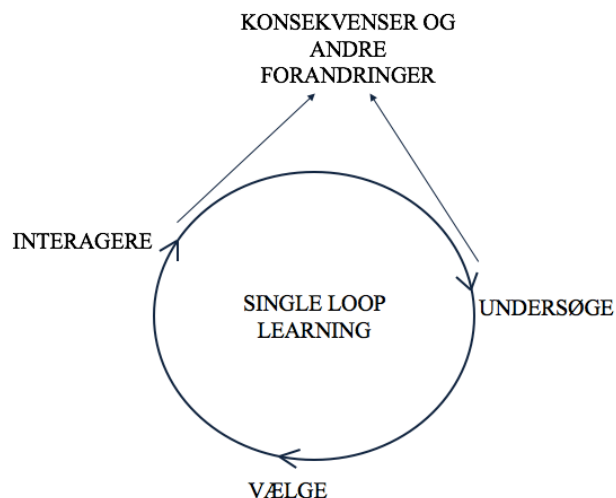 KONSEKVENSER OG
ANDRE
FORANDRINGER
INTERAGERE
SINGLE LOOP
LEARNING
UNDERSØGE
VÆLGE